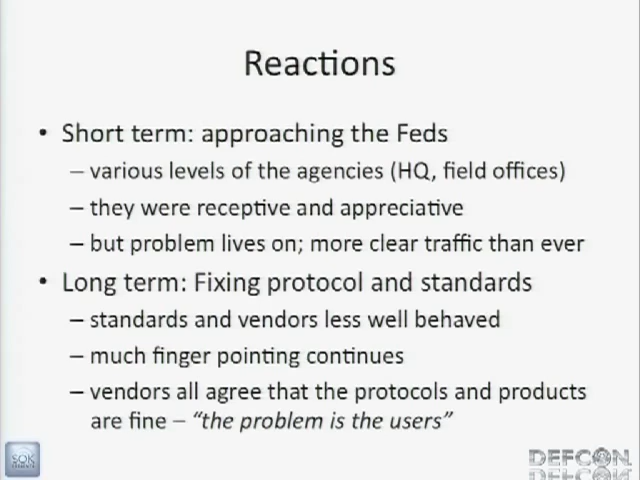 Reactions
• Short term: approaching the Feds
– various levels of the agencies (HQ, field offices)
– they were receptive and appreciative
– but problem lives on; more clear traffic than ever
• Long term: Fixing protocol and standards
– standards and vendors less well behaved
– much finger pointing continues
– vendors all agree that the protocols and products
are fine – “the problem is the users”
SOK
DEFCON